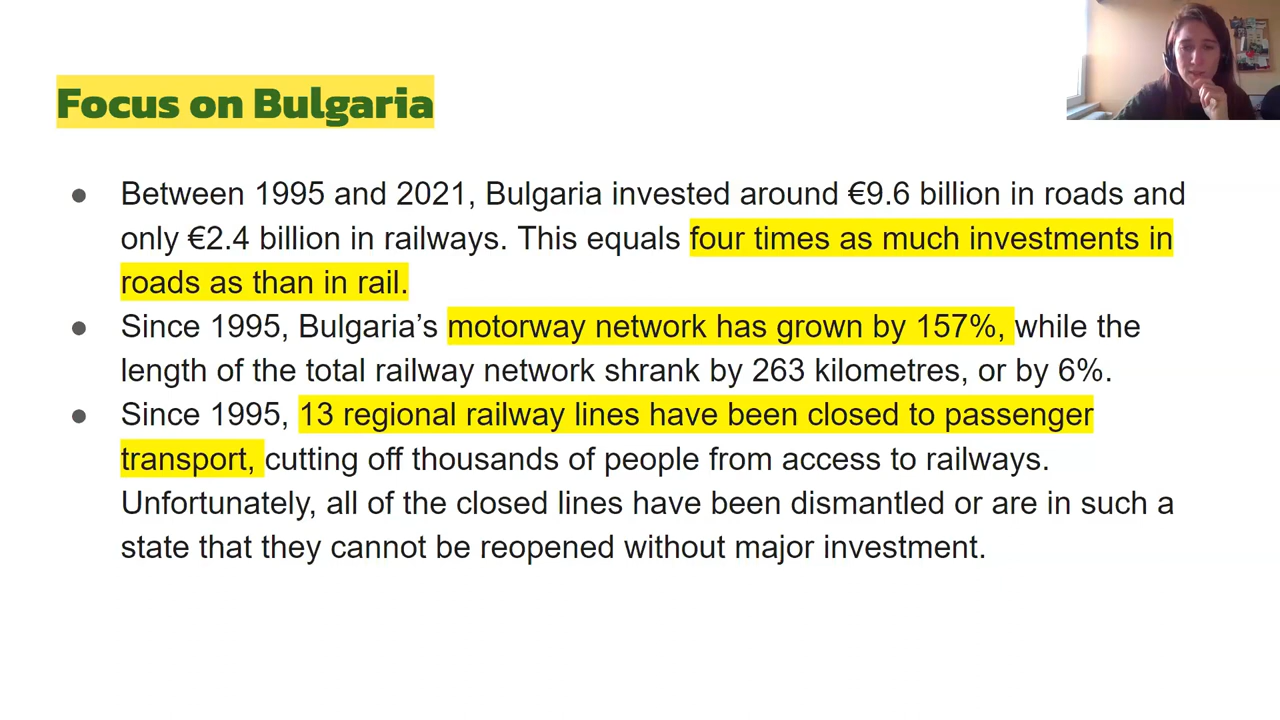 Focus on Bulgaria
● Between 1995 and 2021, Bulgaria invested around €9.6 billion in roads and
only €2.4 billion in railways. This equals four times as much investments in
roads as than in rail.
● Since 1995, Bulgaria’s motorway network has grown by 157%, while the
length of the total railway network shrank by 263 kilometres, or by 6%.
● Since 1995, 13 regional railway lines have been closed to passenger
transport, cutting off thousands of people from access to railways.
Unfortunately, all of the closed lines have been dismantled or are in such a
state that they cannot be reopened without major investment.